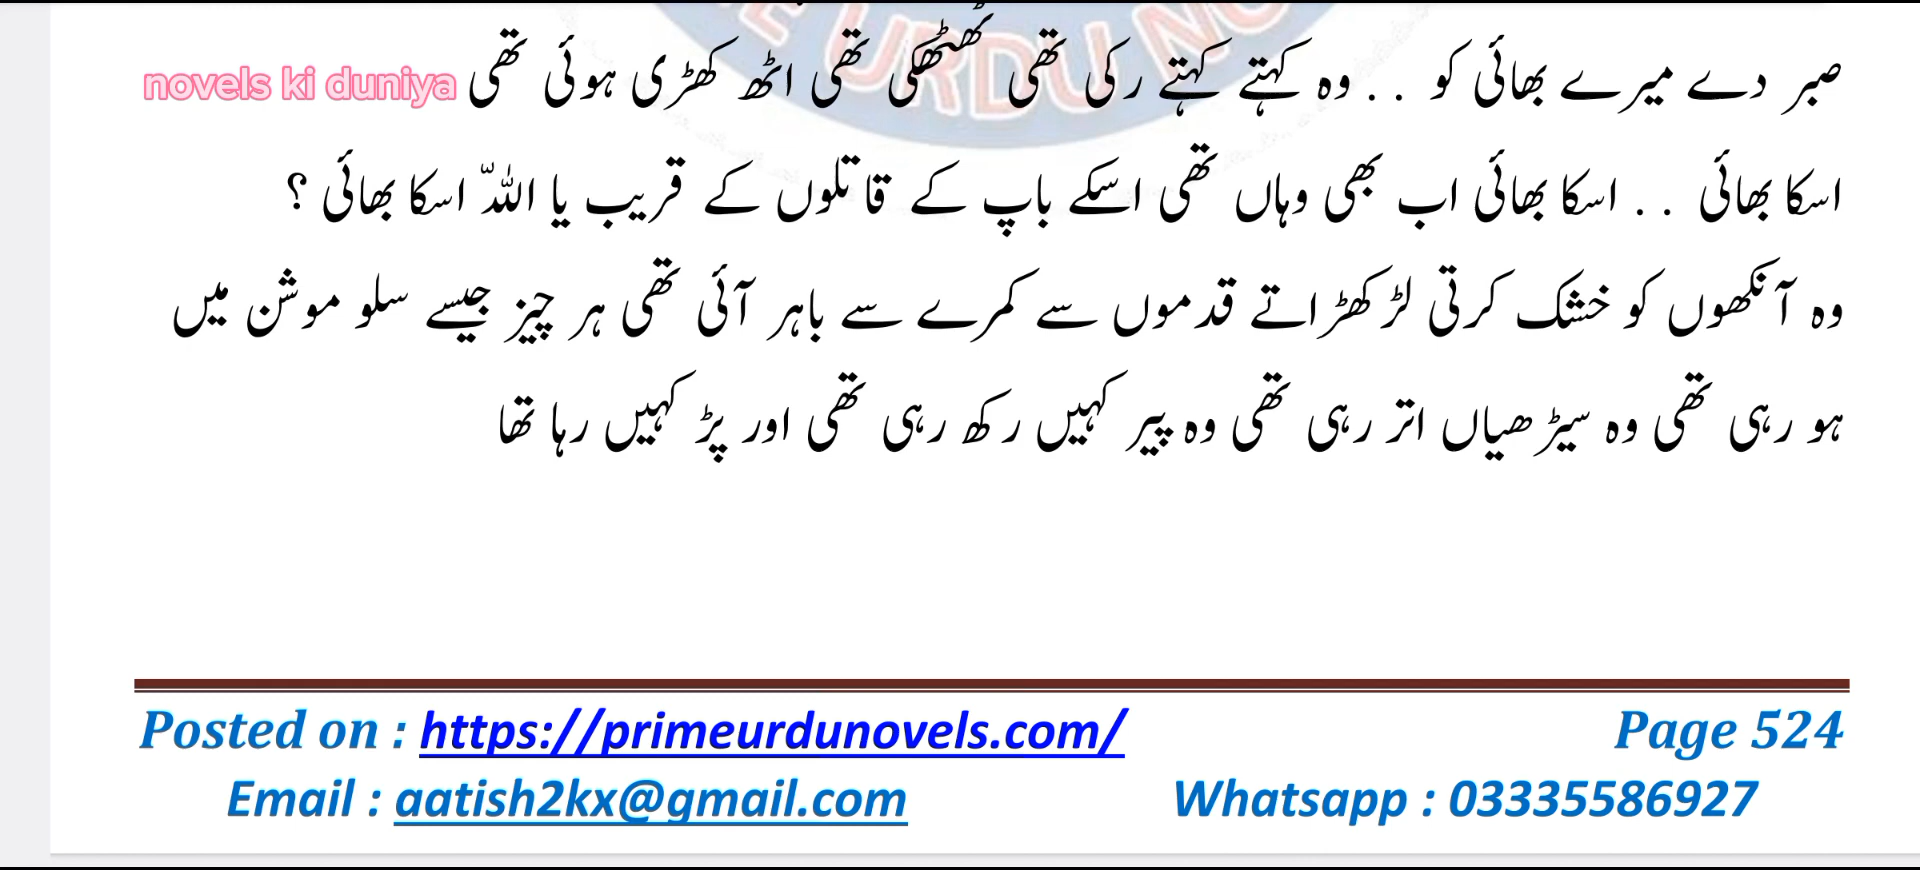 E URDU NO
صبر دے میرے بھائی کو . . وہ کہتے کہتے رکی تھی ٹھٹھکی تھی اٹھ کھڑی ہوئی تھی novels ki duniya
اسکا بھائی . . اسکا بھائی اب بھی وہاں تھی اسکے باپ کے قاتلوں کے قریب یا اللّٰہ اسکا بھائی ؟
وہ آنکھوں کو خشک کرتی لڑکھڑاتے قدموں سے کمرے سے باہر آئی تھی ہر چیز جیسے سلو موشن میں
ہو رہی تھی وہ سیڑھیاں اتر رہی تھی وہ پیر کہیں رکھ رہی تھی اور پڑ کہیں رہا تھا
Posted on : https://primeurdunovels.com/ Page 524
Email : aatish2kx@gmail.com Whatsapp : 03335586927